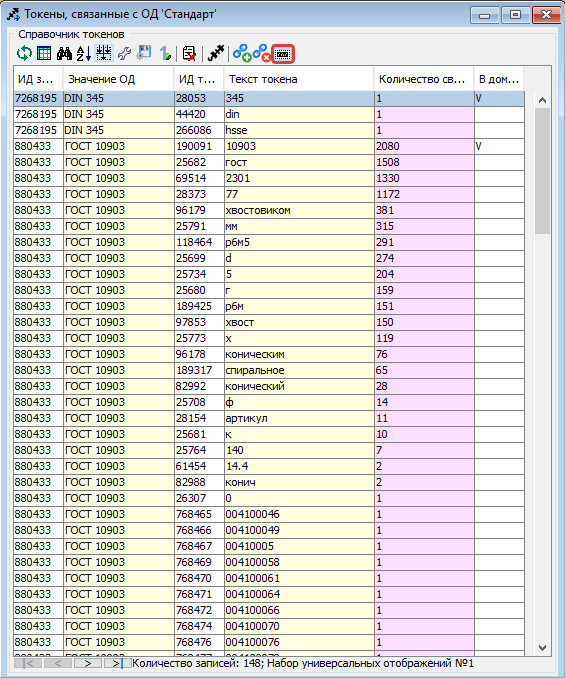 Токены, связанные с ОД 'Стандарт'
Справочник токенов
ИД з... Значение ОД ИД т... Текст токена Количество св... В дом...
7268195 DIN 345 28053 345 1 V
7268195 DIN 345 44420 din 1
7268195 DIN 345 266086 hsse 1
880433 ГОСТ 10903 190091 10903 2080 V
880433 ГОСТ 10903 25682 гост 1508
880433 ГОСТ 10903 69514 2301 1330
880433 ГОСТ 10903 28373 77 1172
880433 ГОСТ 10903 96179 хвостовиком 381
880433 ГОСТ 10903 25791 мм 315
880433 ГОСТ 10903 118464 р6м5 291
880433 ГОСТ 10903 25699 d 274
880433 ГОСТ 10903 25734 5 204
880433 ГОСТ 10903 25680 г 159
880433 ГОСТ 10903 189425 р6м 151
880433 ГОСТ 10903 97853 хвост 150
880433 ГОСТ 10903 25773 х 119
880433 ГОСТ 10903 96178 коническим 76
880433 ГОСТ 10903 189317 спиральное 65
880433 ГОСТ 10903 82992 конический 28
880433 ГОСТ 10903 25708 ф 14
880433 ГОСТ 10903 28154 артикул 11
880433 ГОСТ 10903 25681 к 10
880433 ГОСТ 10903 25764 140 7
880433 ГОСТ 10903 61454 14.4 2
880433 ГОСТ 10903 82988 конич 2
880433 ГОСТ 10903 26307 0 1
880433 ГОСТ 10903 768465 004100046 1
880433 ГОСТ 10903 768466 004100049 1
880433 ГОСТ 10903 768467 00410005 1
880433 ГОСТ 10903 768469 004100058 1
880433 ГОСТ 10903 768470 004100061 1
880433 ГОСТ 10903 768471 004100064 1
880433 ГОСТ 10903 768472 004100066 1
880433 ГОСТ 10903 768474 004100070 1
880433 ГОСТ 10903 768476 004100076 1
Количество записей: 148; Набор универсальных отображений №1